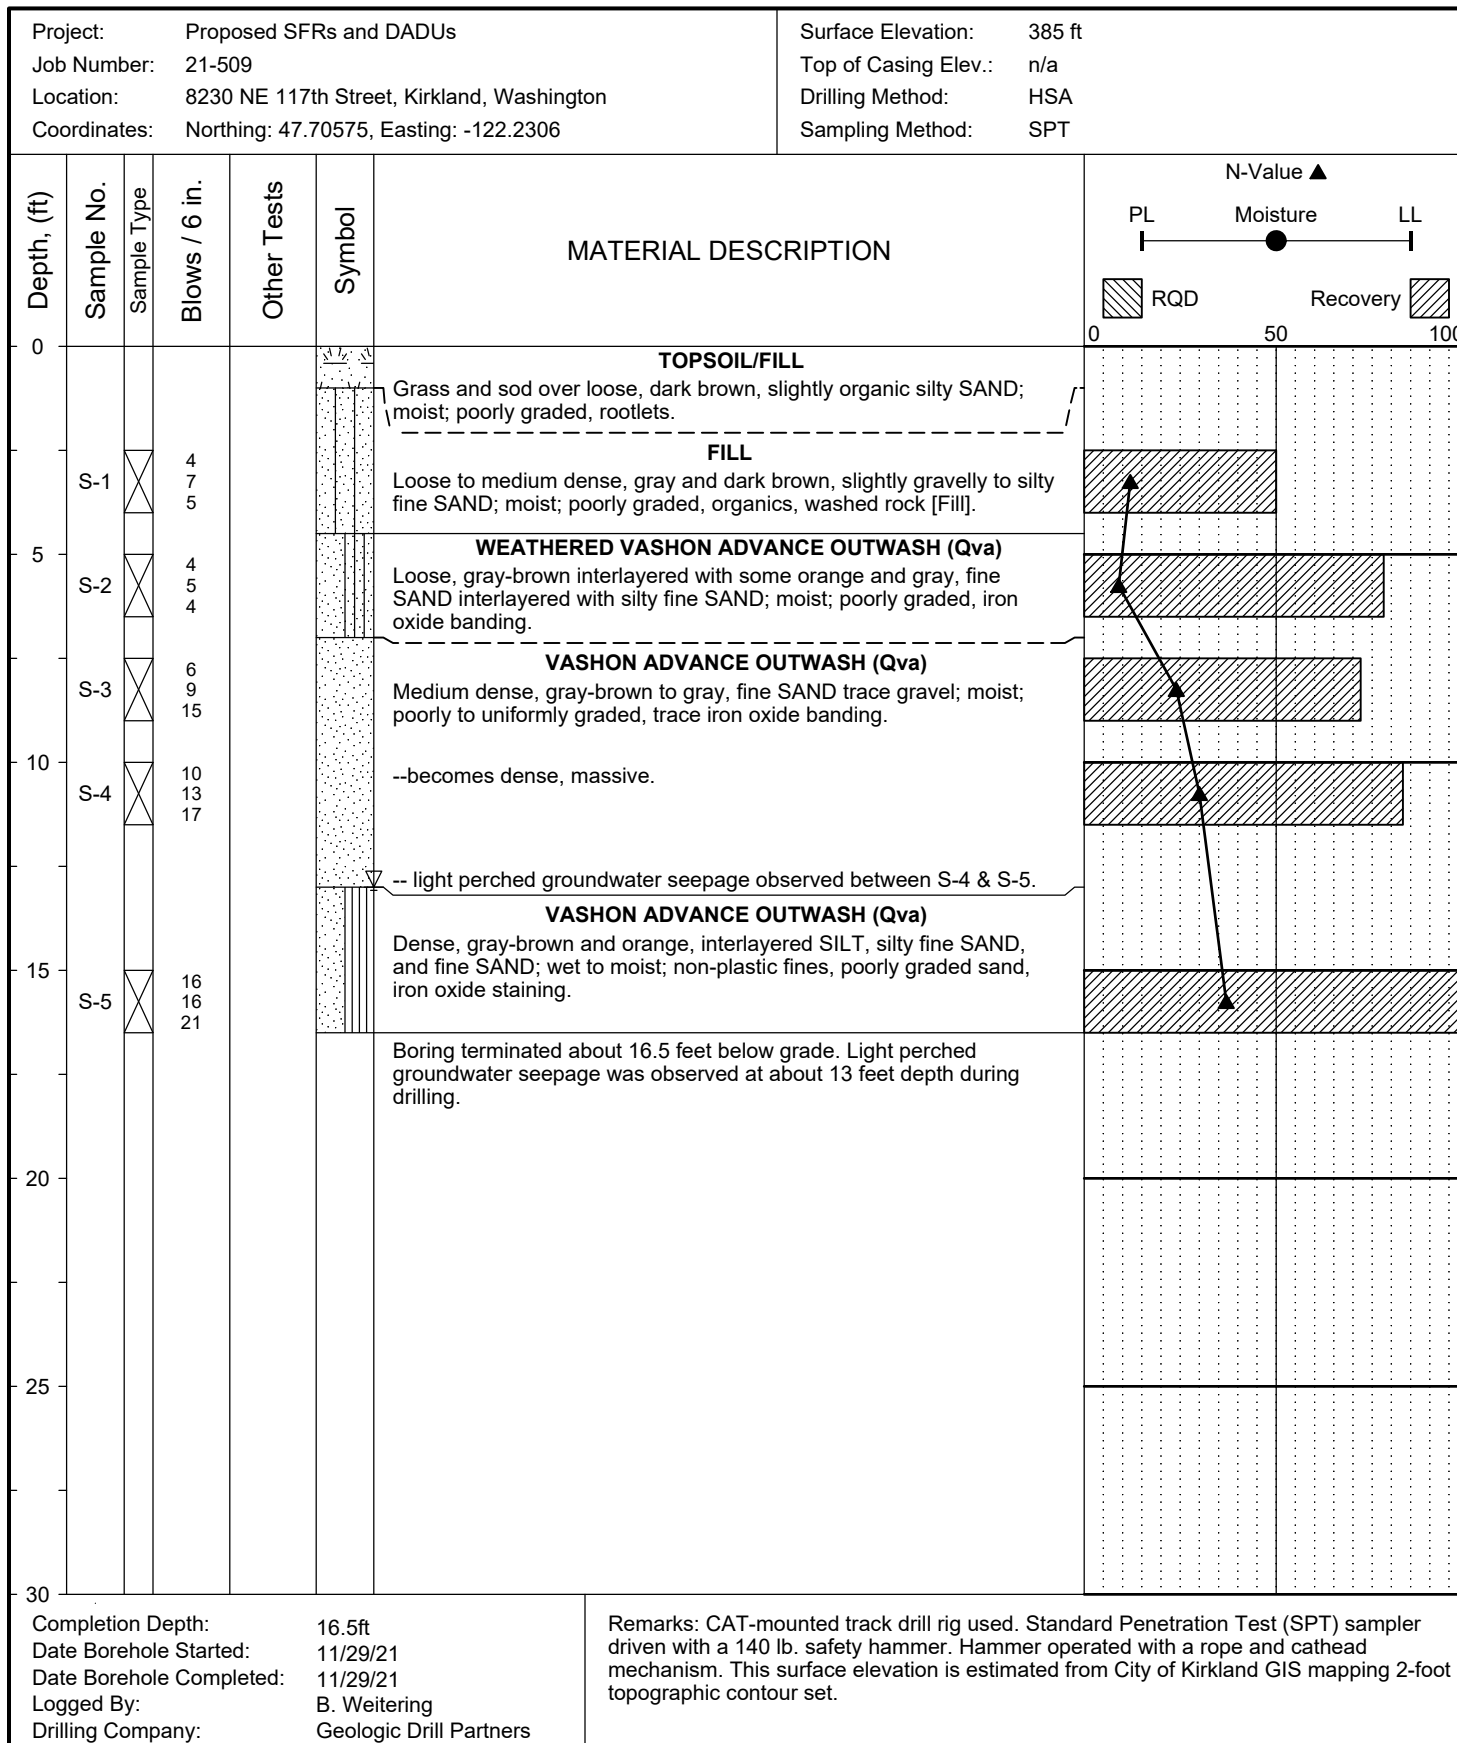 Project: Proposed SFRs and DADUs
Job Number: 21-509
Location: 8230 NE 117th Street, Kirkland, Washington
Coordinates: Northing: 47.70575, Easting: -122.2306
Surface Elevation: 385 ft
Top of Casing Elev.: n/a
Drilling Method: HSA
Sampling Method: SPT
Depth, (ft)
Sample No.
Sample Type
Blows / 6 in.
Other Tests
Symbol
MATERIAL DESCRIPTION
N-Value ▲
PL Moisture LL
RQD Recovery
0 50 100
0
TOPSOIL/FILL
Grass and sod over loose, dark brown, slightly organic silty SAND;
moist; poorly graded, rootlets.
S-1
4
7
5
FILL
Loose to medium dense, gray and dark brown, slightly gravelly to silty
fine SAND; moist; poorly graded, organics, washed rock [Fill].
5
S-2
4
5
4
WEATHERED VASHON ADVANCE OUTWASH (Qva)
Loose, gray-brown interlayered with some orange and gray, fine
SAND interlayered with silty fine SAND; moist; poorly graded, iron
oxide banding.
S-3
6
9
15
VASHON ADVANCE OUTWASH (Qva)
Medium dense, gray-brown to gray, fine SAND trace gravel; moist;
poorly to uniformly graded, trace iron oxide banding.
10
S-4
10
13
17
--becomes dense, massive.
-- light perched groundwater seepage observed between S-4 & S-5.
VASHON ADVANCE OUTWASH (Qva)
Dense, gray-brown and orange, interlayered SILT, silty fine SAND,
and fine SAND; wet to moist; non-plastic fines, poorly graded sand,
iron oxide staining.
15
S-5
16
16
21
Boring terminated about 16.5 feet below grade. Light perched
groundwater seepage was observed at about 13 feet depth during
drilling.
20
25
30
Completion Depth: 16.5ft
Date Borehole Started: 11/29/21
Date Borehole Completed: 11/29/21
Logged By: B. Weitering
Drilling Company: Geologic Drill Partners
Remarks: CAT-mounted track drill rig used. Standard Penetration Test (SPT) sampler
driven with a 140 lb. safety hammer. Hammer operated with a rope and cathead
mechanism. This surface elevation is estimated from City of Kirkland GIS mapping 2-foot
topographic contour set.